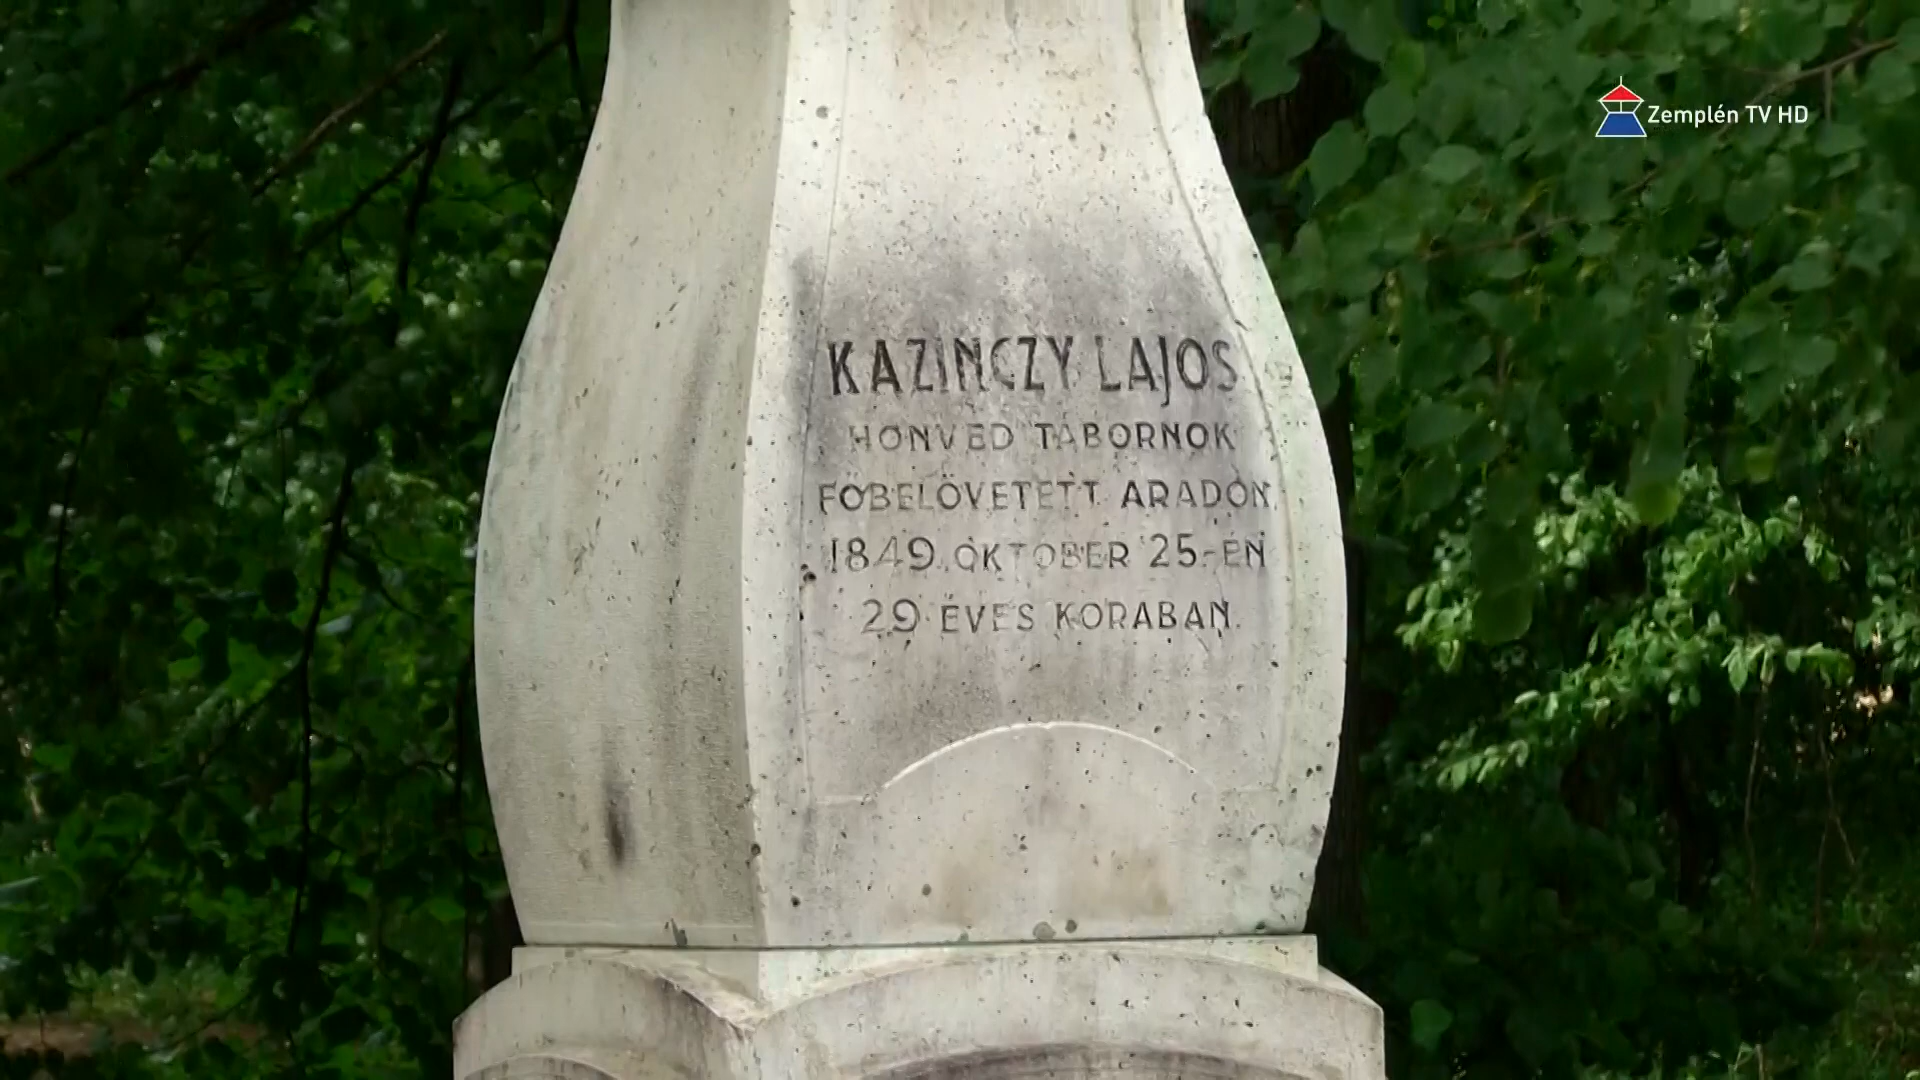 Zemplén TV HD
KAZINCZY LAJOS
HONVÉD TÁBORNOK
FŐBELÖVETETT ARADON
1849. OKTÓBER 25-ÉN
29 ÉVES KORÁBAN.